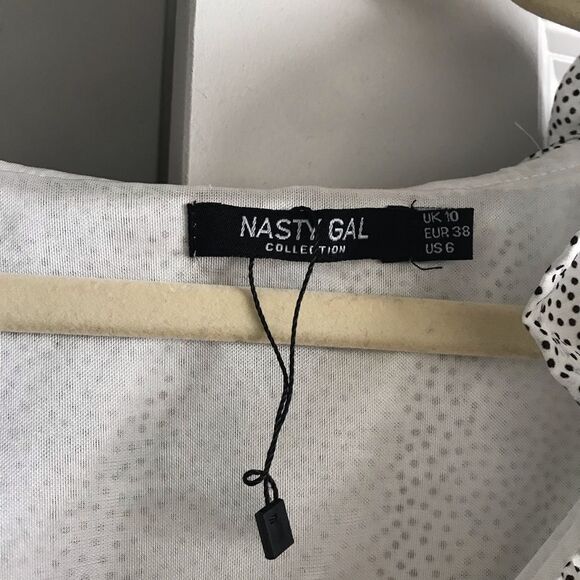 NASTY GAL
COLLECTION
UK 10
EUR 38
US 6